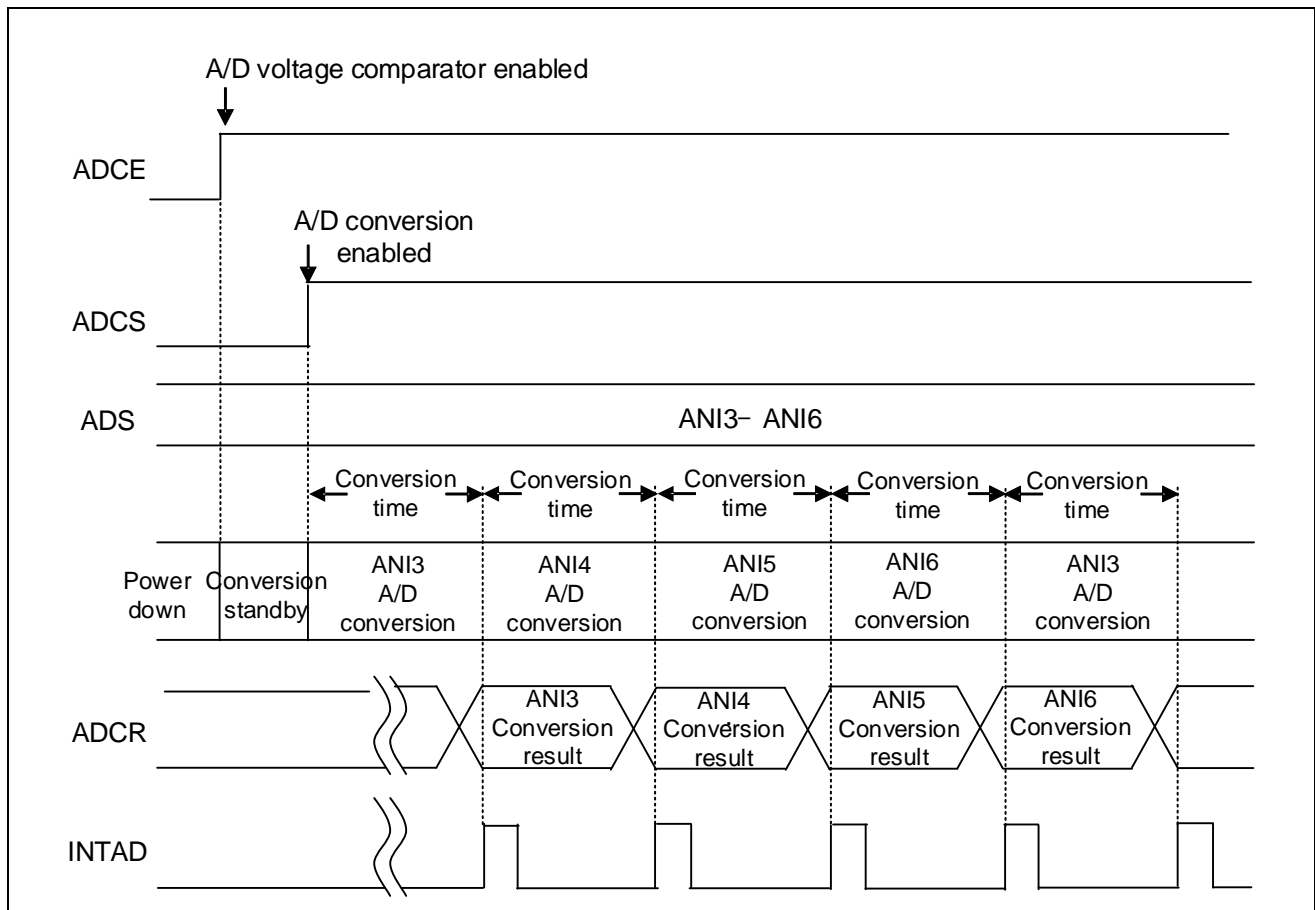 A/D voltage comparator enabled
ADCE
A/D conversion
enabled
ADCS
ADS
ANI3– ANI6
Conversion
time
Conversion
time
Conversion
time
Conversion
time
Conversion
time
Power
down
Conversion
standby
ANI3
A/D
conversion
ANI4
A/D
conversion
ANI5
A/D
conversion
ANI6
A/D
conversion
ANI3
A/D
conversion
ADCR
ANI3
Conversion
result
ANI4
Conversion
result
ANI5
Conversion
result
ANI6
Conversion
result
INTAD